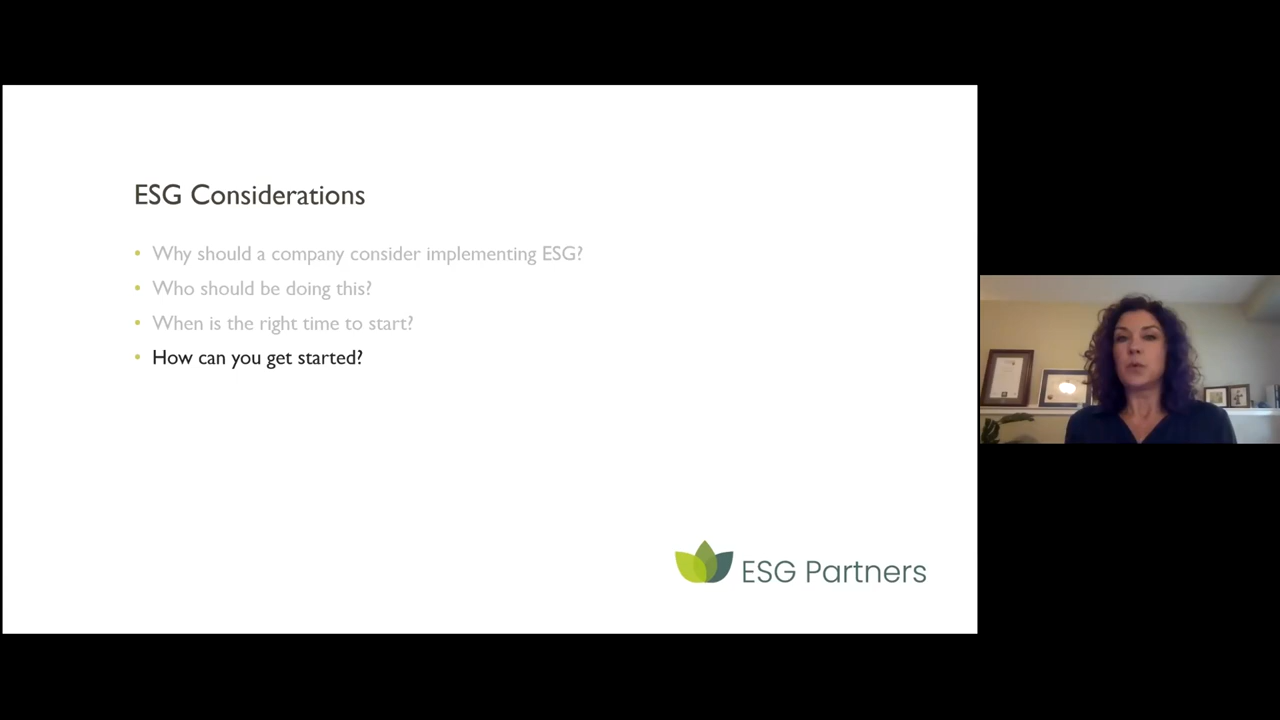 ESG Considerations
• Why should a company consider implementing ESG?
• Who should be doing this?
• When is the right time to start?
• How can you get started?
ESG Partners